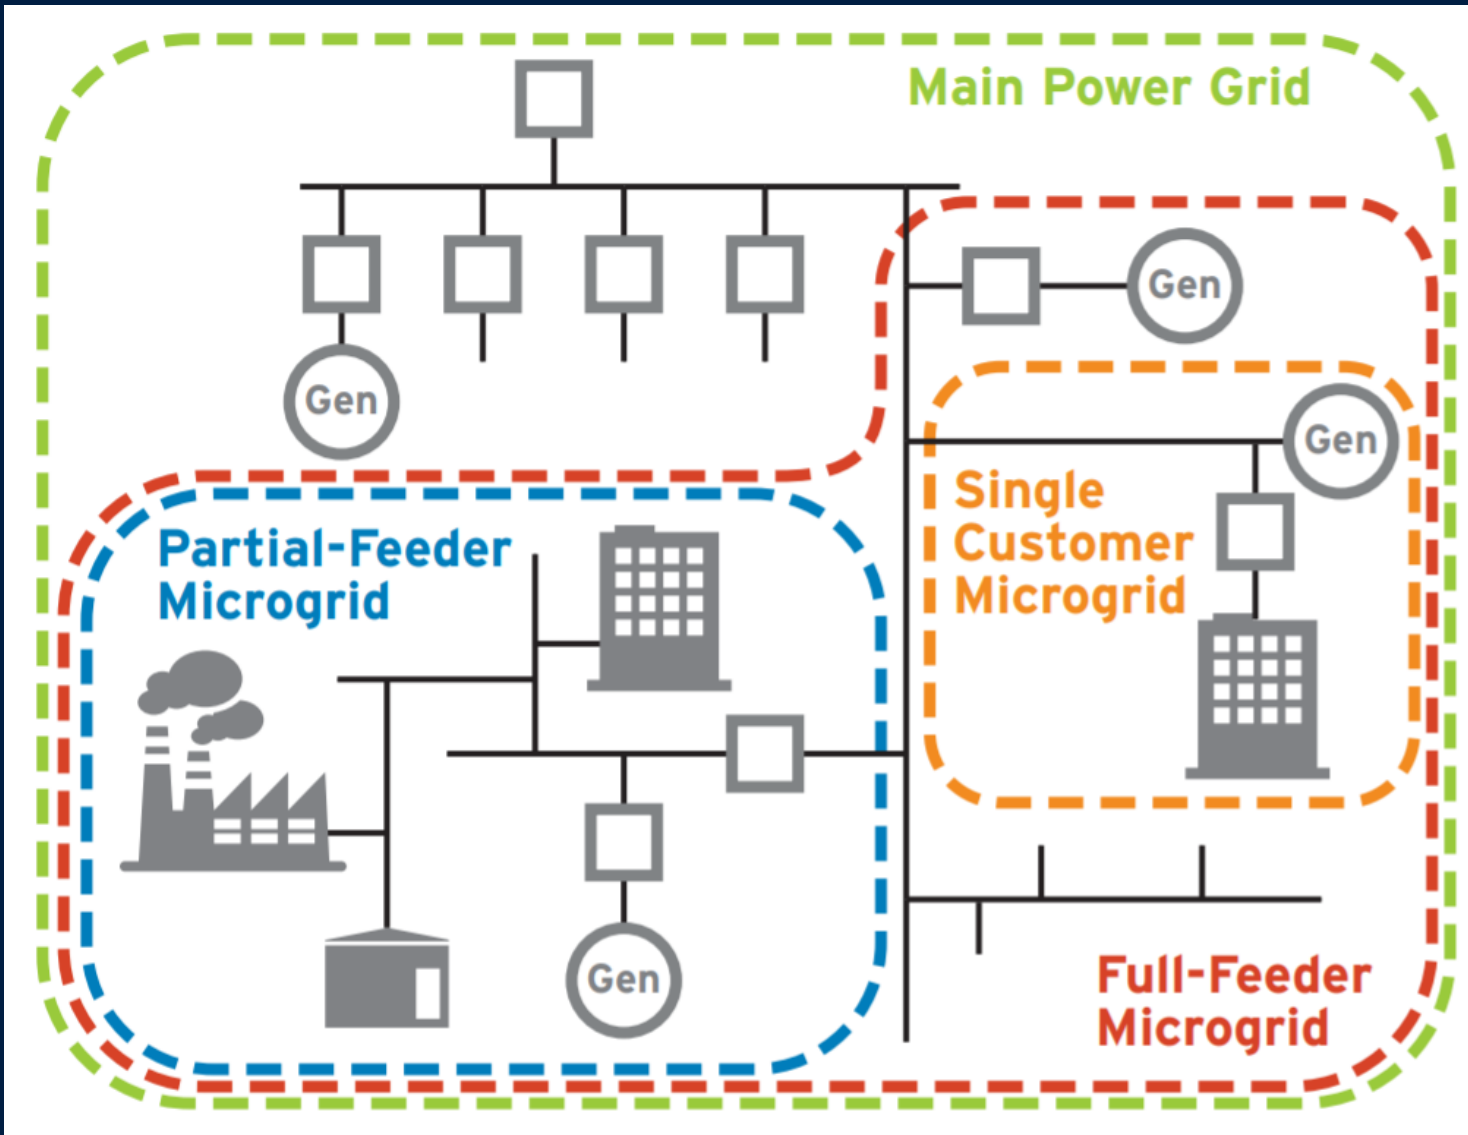 Main Power Grid
Gen
Gen
Gen
Single
Customer
Microgrid
Partial-Feeder
Microgrid
Gen
Full-Feeder
Microgrid